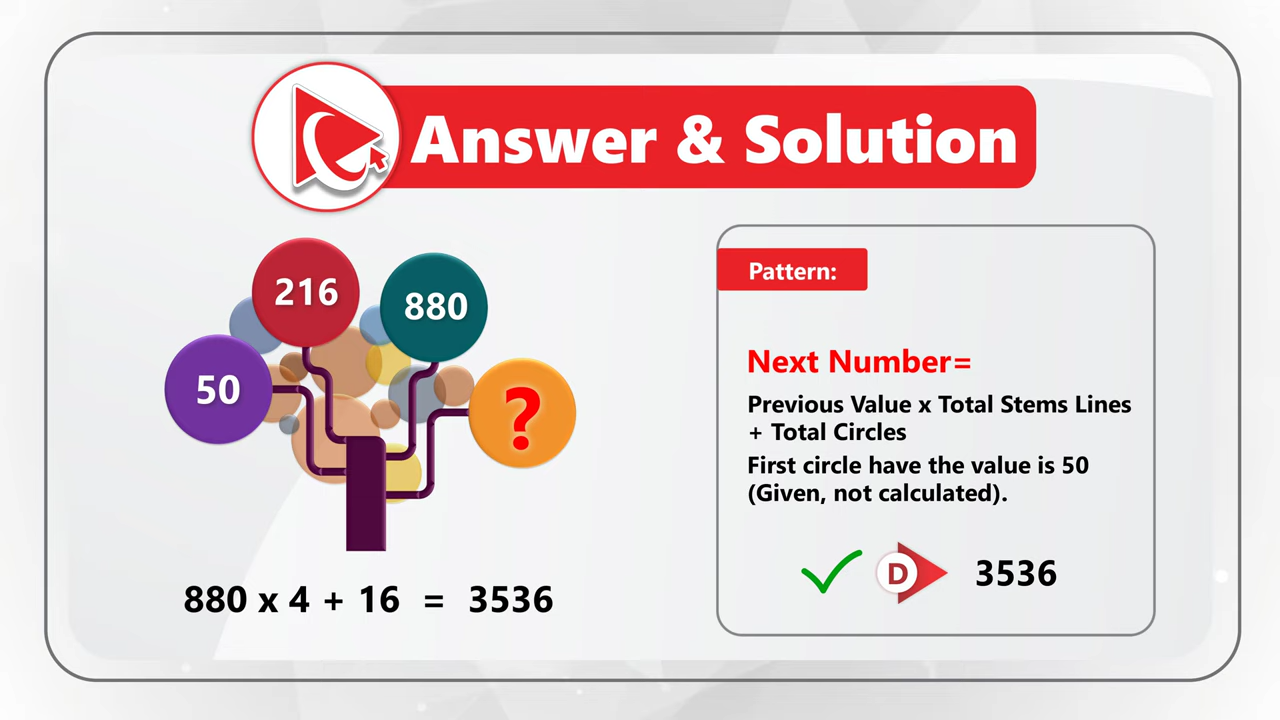 Answer & Solution
216
880
50
?
880 x 4 + 16 = 3536
Pattern:
Next Number=
Previous Value x Total Stems Lines
+ Total Circles
First circle have the value is 50
(Given, not calculated).
D
3536